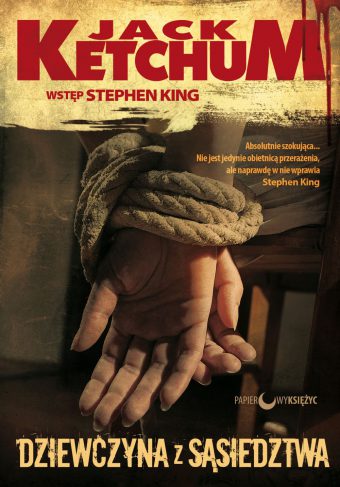 JACK
KETCHUM
WSTĘP STEPHEN KING
Absolutnie szokująca...
Nie jest jedynie obietnicą przerażenia,
ale naprawdę w nie wprawia
Stephen King
PAPIEROWY KSIĘŻYC
DZIEWCZYNA Z SĄSIEDZTWA